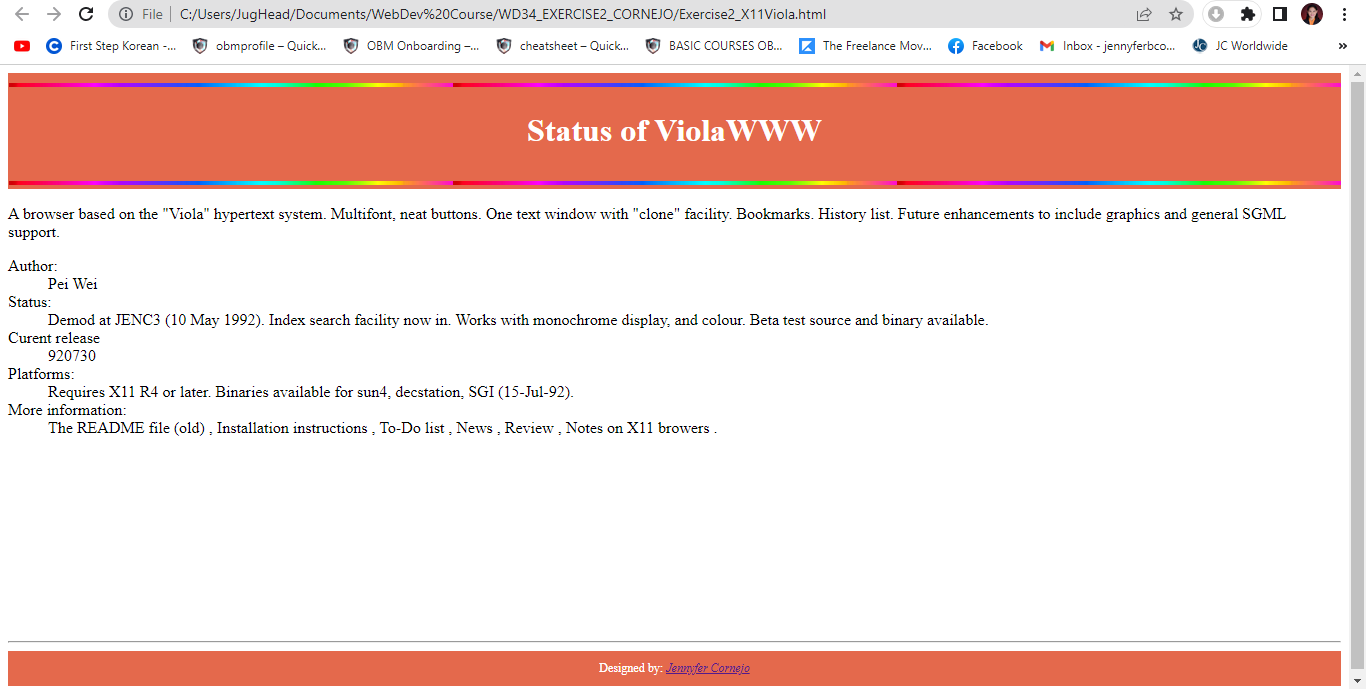 File
C:/Users/JugHead/Documents/WebDev%20Course/WD34_EXERCISE2_CORNEJO/Exercise2_X11Viola.html
First Step Korean -...
obmprofile – Quick...
OBM Onboarding –...
cheatsheet – Quick...
BASIC COURSES OB...
The Freelance Mov...
Facebook
Inbox - jennyferbco...
JC Worldwide
»
Status of ViolaWWW
A browser based on the "Viola" hypertext system. Multifont, neat buttons. One text window with "clone" facility. Bookmarks. History list. Future enhancements to include graphics and general SGML
support.
Author:
Pei Wei
Status:
Demod at JENC3 (10 May 1992). Index search facility now in. Works with monochrome display, and colour. Beta test source and binary available.
Curent release
920730
Platforms:
Requires X11 R4 or later. Binaries available for sun4, decstation, SGI (15-Jul-92).
More information:
The README file (old) , Installation instructions , To-Do list , News , Review , Notes on X11 browers .
Designed by: Jennyfer Cornejo